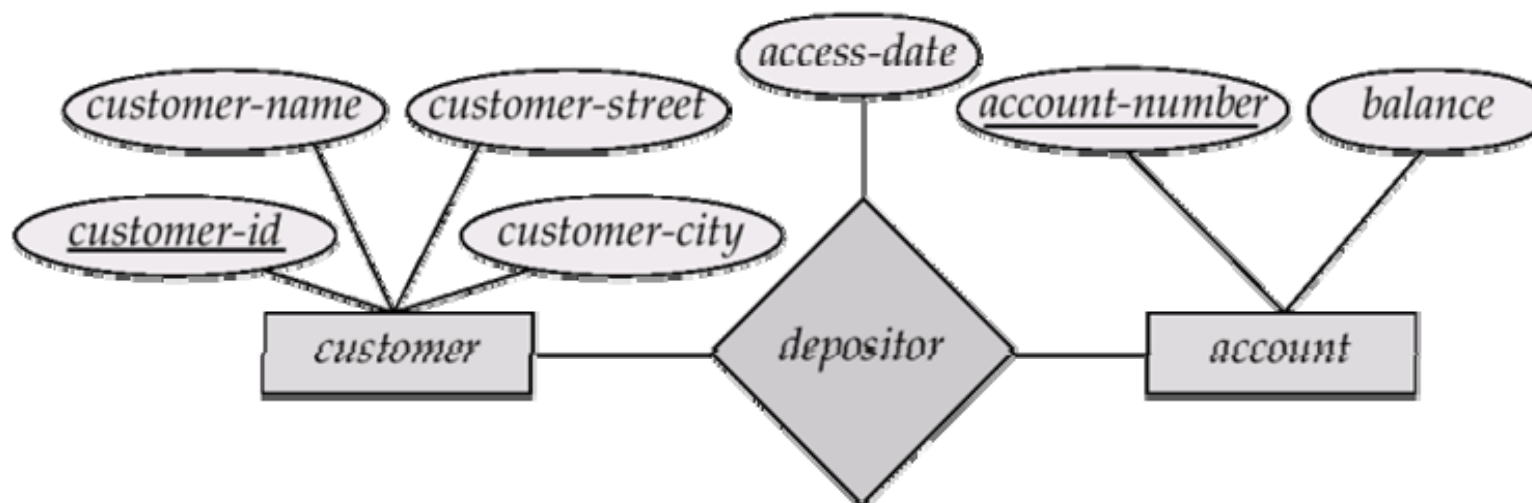 access-date
customer-name
customer-street
account-number
balance
customer-id
customer-city
customer
depositor
account